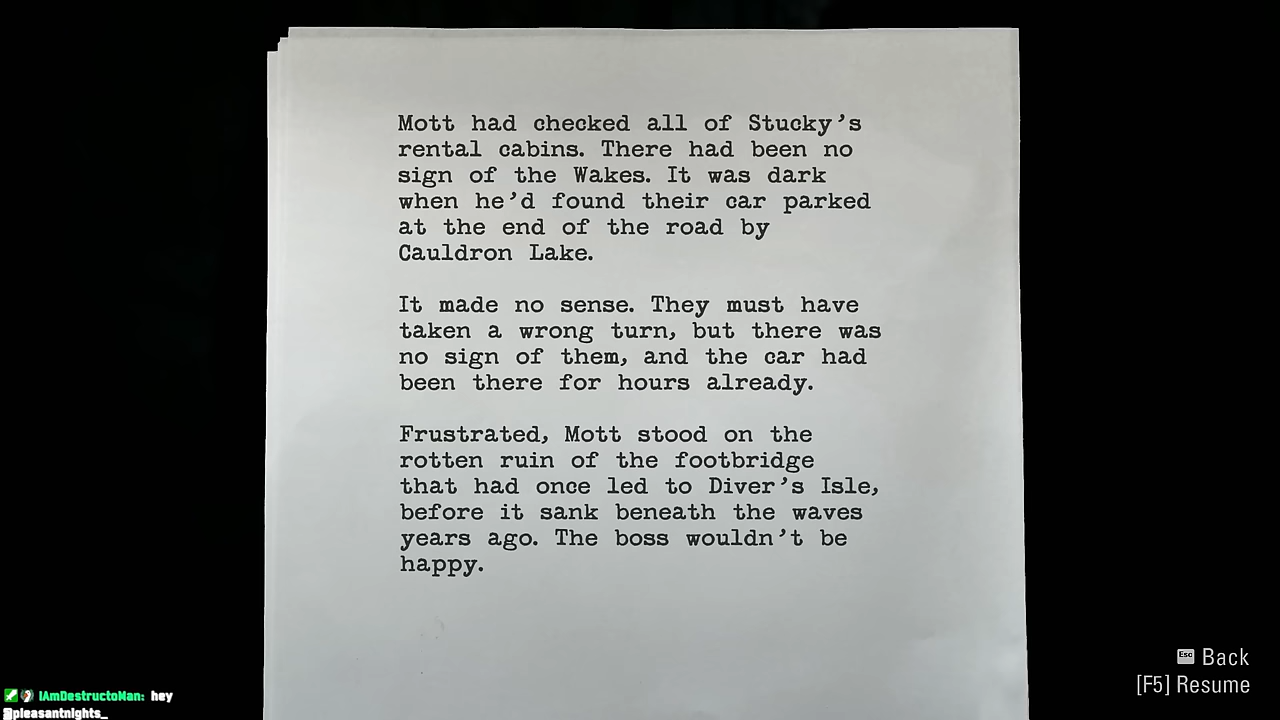 Mott had checked all of Stucky's
rental cabins. There had been no
sign of the Wakes. It was dark
when he'd found their car parked
at the end of the road by
Cauldron Lake.
It made no sense. They must have
taken a wrong turn, but there was
no sign of them, and the car had
been there for hours already.
Frustrated, Mott stood on the
rotten ruin of the footbridge
that had once led to Diver's Isle,
before it sank beneath the waves
years ago. The boss wouldn't be
happy.
Esc Back
[F5] Resume
IAmDestructoMan: hey
@pleasantnights_